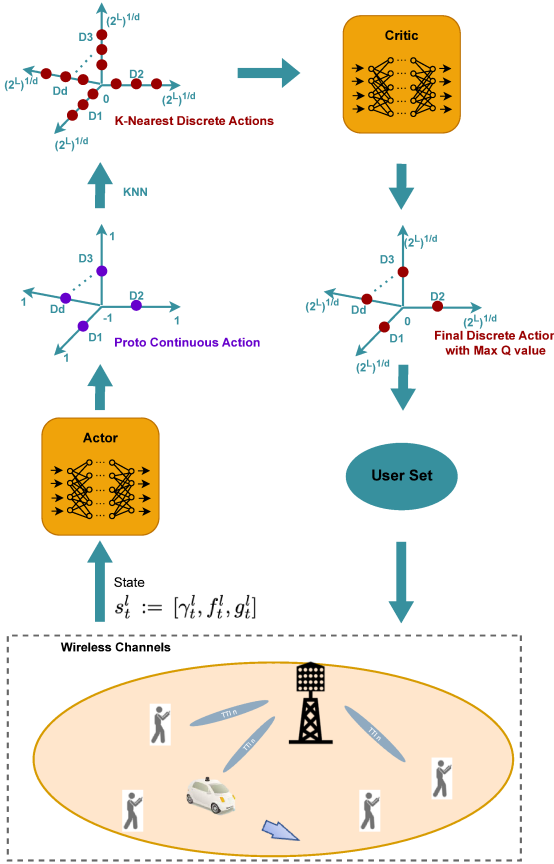 (2^L)^1/d
D3
Critic
Dd
D2
(2^L)^1/d
0
(2^L)^1/d
D1
K-Nearest Discrete Actions
(2^L)^1/d
KNN
1
D3
(2^L)^1/d
D3
1
Dd
D2
-1
1
D1
1
Proto Continuous Action
(2^L)^1/d
Dd
D2
0
(2^L)^1/d
D1
(2^L)^1/d
Final Discrete Action
with Max Q value
Actor
User Set
State
s_t^l := [γ_t^l, f_t^l, g_t^l]
Wireless Channels
TTI n
TTI n
TTI n